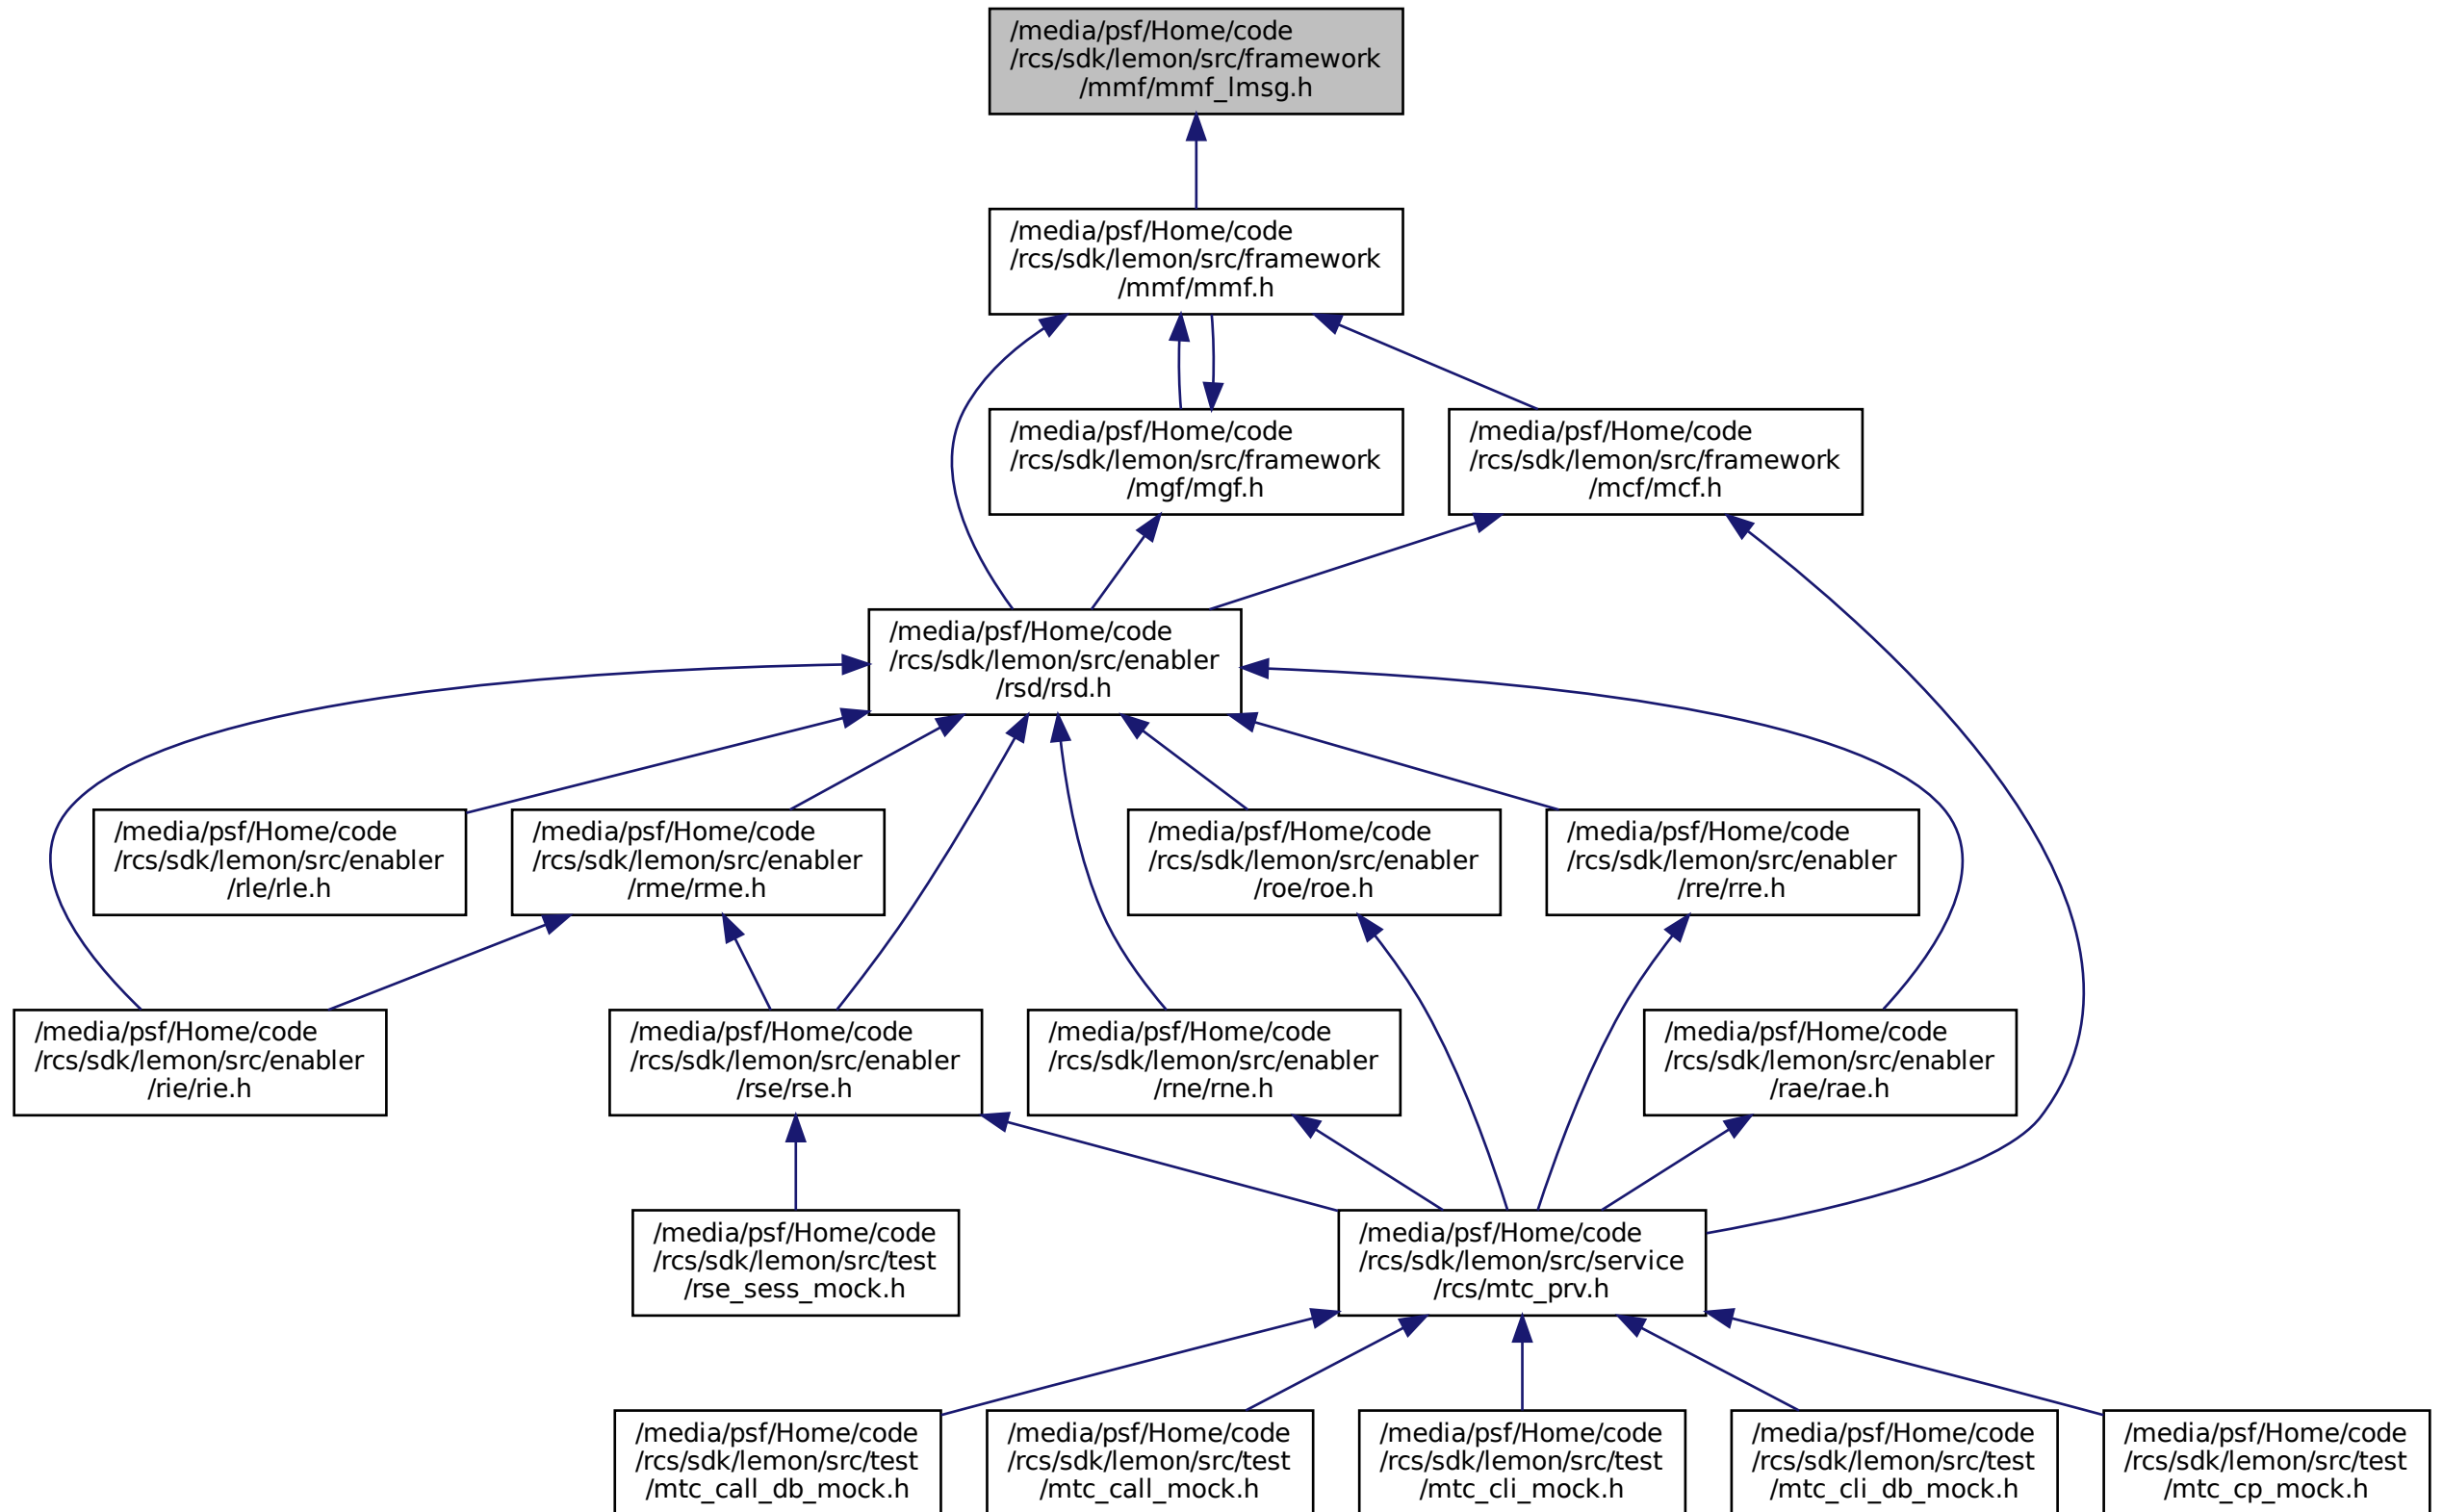 /media/psf/Home/code
/rcs/sdk/lemon/src/framework
/mmf/mmf_lmsg.h
/media/psf/Home/code
/rcs/sdk/lemon/src/framework
/mmf/mmf.h
/media/psf/Home/code
/rcs/sdk/lemon/src/framework
/mgf/mgf.h
/media/psf/Home/code
/rcs/sdk/lemon/src/framework
/mcf/mcf.h
/media/psf/Home/code
/rcs/sdk/lemon/src/enabler
/rsd/rsd.h
/media/psf/Home/code
/rcs/sdk/lemon/src/enabler
/rle/rle.h
/media/psf/Home/code
/rcs/sdk/lemon/src/enabler
/rme/rme.h
/media/psf/Home/code
/rcs/sdk/lemon/src/enabler
/roe/roe.h
/media/psf/Home/code
/rcs/sdk/lemon/src/enabler
/rre/rre.h
/media/psf/Home/code
/rcs/sdk/lemon/src/enabler
/rie/rie.h
/media/psf/Home/code
/rcs/sdk/lemon/src/enabler
/rse/rse.h
/media/psf/Home/code
/rcs/sdk/lemon/src/enabler
/rne/rne.h
/media/psf/Home/code
/rcs/sdk/lemon/src/enabler
/rae/rae.h
/media/psf/Home/code
/rcs/sdk/lemon/src/test
/rse_sess_mock.h
/media/psf/Home/code
/rcs/sdk/lemon/src/service
/rcs/mtc_prv.h
/media/psf/Home/code
/rcs/sdk/lemon/src/test
/mtc_call_db_mock.h
/media/psf/Home/code
/rcs/sdk/lemon/src/test
/mtc_call_mock.h
/media/psf/Home/code
/rcs/sdk/lemon/src/test
/mtc_cli_mock.h
/media/psf/Home/code
/rcs/sdk/lemon/src/test
/mtc_cli_db_mock.h
/media/psf/Home/code
/rcs/sdk/lemon/src/test
/mtc_cp_mock.h